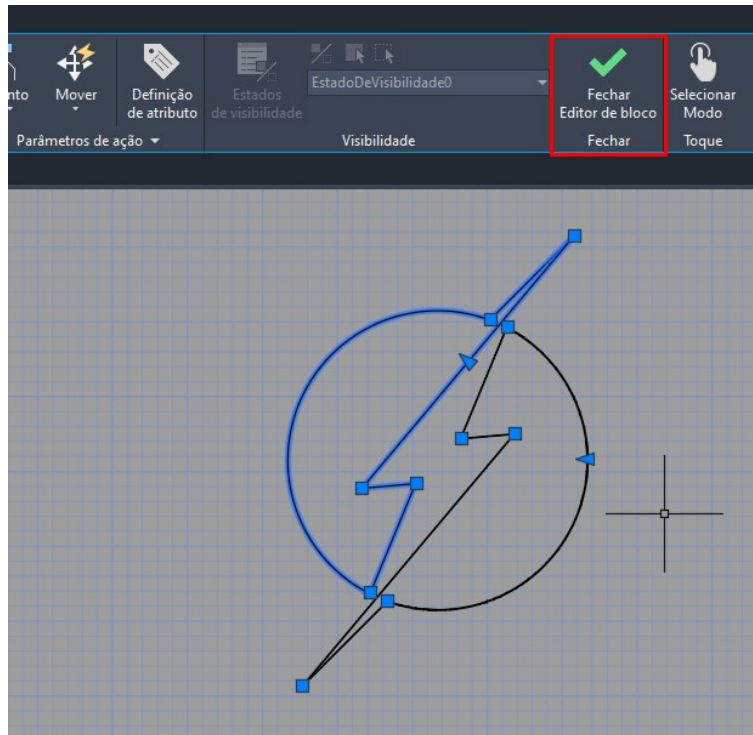 Mover
Definição
de atributo
Estados
de visibilidade
EstadoDeVisibilidade0
Fechar
Editor de bloco
Selecionar
Modo
Parâmetros de ação
Visibilidade
Fechar
Toque